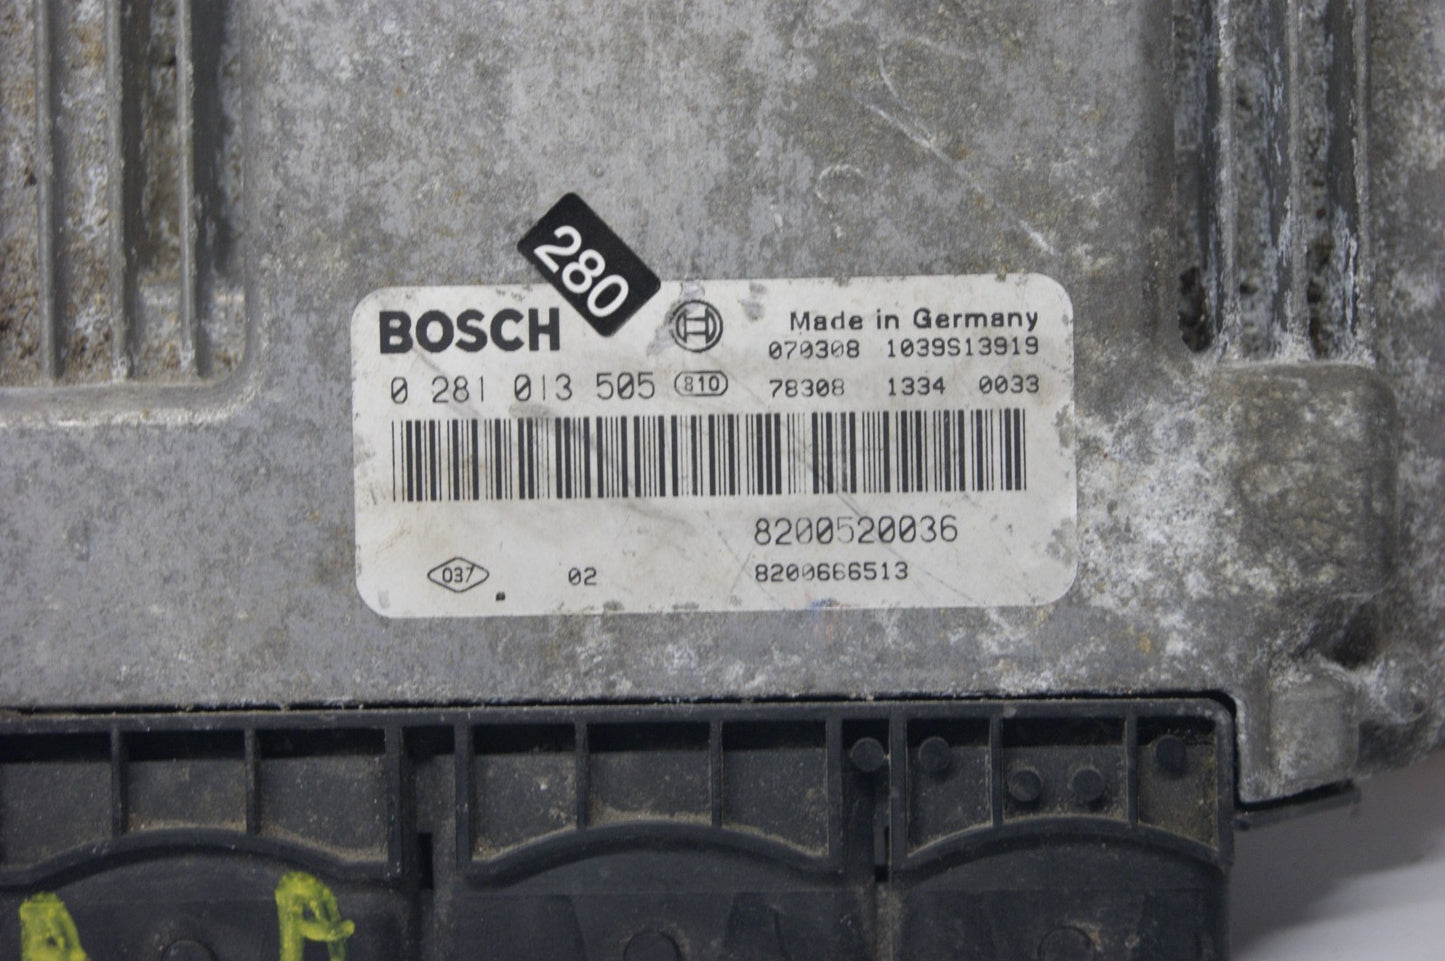 280
BOSCH Made in Germany
070308 1039S13919
0 281 013 505 810 78308 1334 0033
8200520036
037 02 8200666513